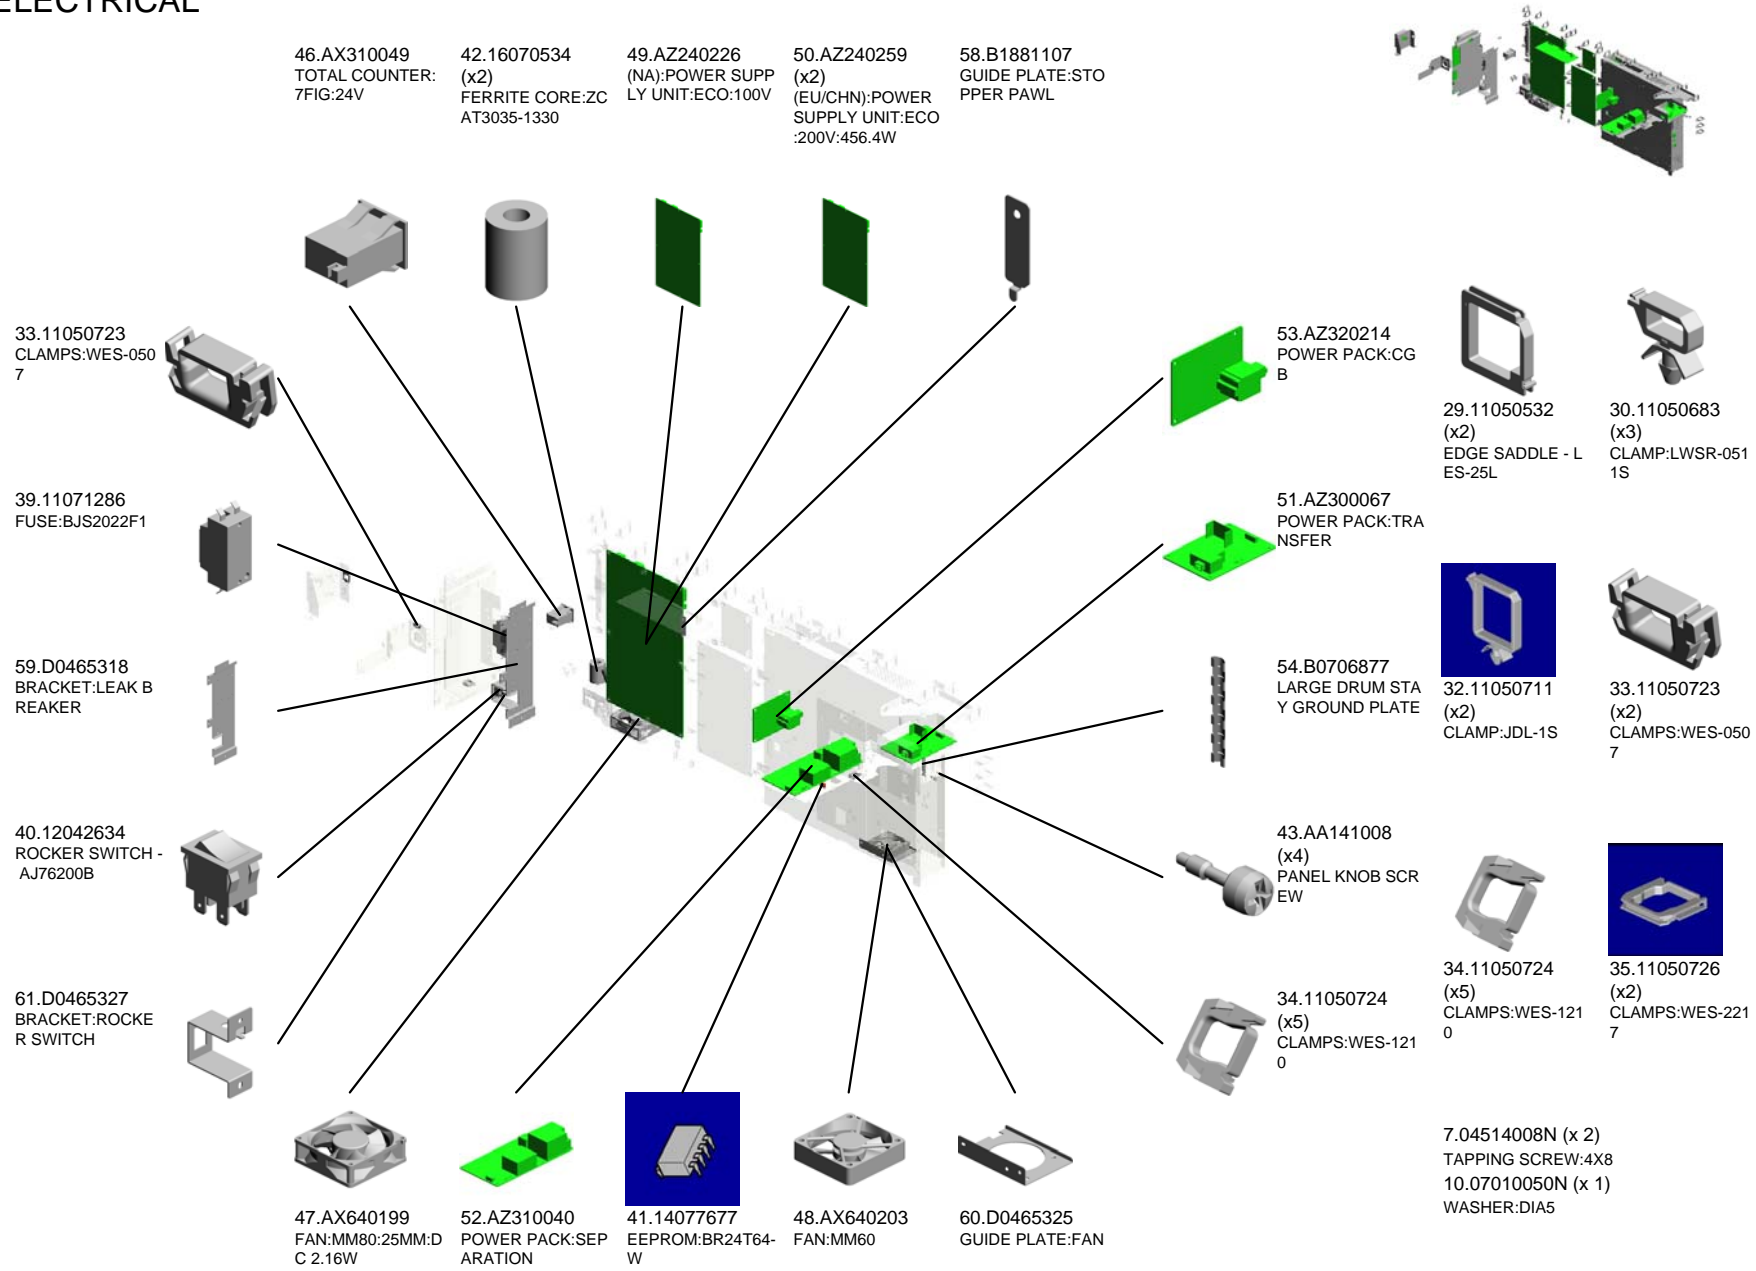 ELECTRICAL
46.AX310049
TOTAL COUNTER:
7FIG:24V
42.16070534
(x2)
FERRITE CORE:ZC
AT3035-1330
49.AZ240226
(NA):POWER SUPP
LY UNIT:ECO:100V
50.AZ240259
(x2)
(EU/CHN):POWER
SUPPLY UNIT:ECO
:200V:456.4W
58.B1881107
GUIDE PLATE:STO
PPER PAWL
33.11050723
CLAMPS:WES-050
7
53.AZ320214
POWER PACK:CG
B
29.11050532
(x2)
EDGE SADDLE - L
ES-25L
30.11050683
(x3)
CLAMP:LWSR-051
1S
39.11071286
FUSE:BJS2022F1
51.AZ300067
POWER PACK:TRA
NSFER
59.D0465318
BRACKET:LEAK B
REAKER
54.B0706877
LARGE DRUM STA
Y GROUND PLATE
32.11050711
(x2)
CLAMP:JDL-1S
33.11050723
(x2)
CLAMPS:WES-050
7
40.12042634
ROCKER SWITCH -
AJ76200B
43.AA141008
(x4)
PANEL KNOB SCR
EW
61.D0465327
BRACKET:ROCKE
R SWITCH
34.11050724
(x5)
CLAMPS:WES-121
0
34.11050724
(x5)
CLAMPS:WES-121
0
35.11050726
(x2)
CLAMPS:WES-221
7
47.AX640199
FAN:MM80:25MM:D
C 2.16W
52.AZ310040
POWER PACK:SEP
ARATION
41.14077677
EEPROM:BR24T64-
W
48.AX640203
FAN:MM60
60.D0465325
GUIDE PLATE:FAN
7.04514008N (x 2)
TAPPING SCREW:4X8
10.07010050N (x 1)
WASHER:DIA5